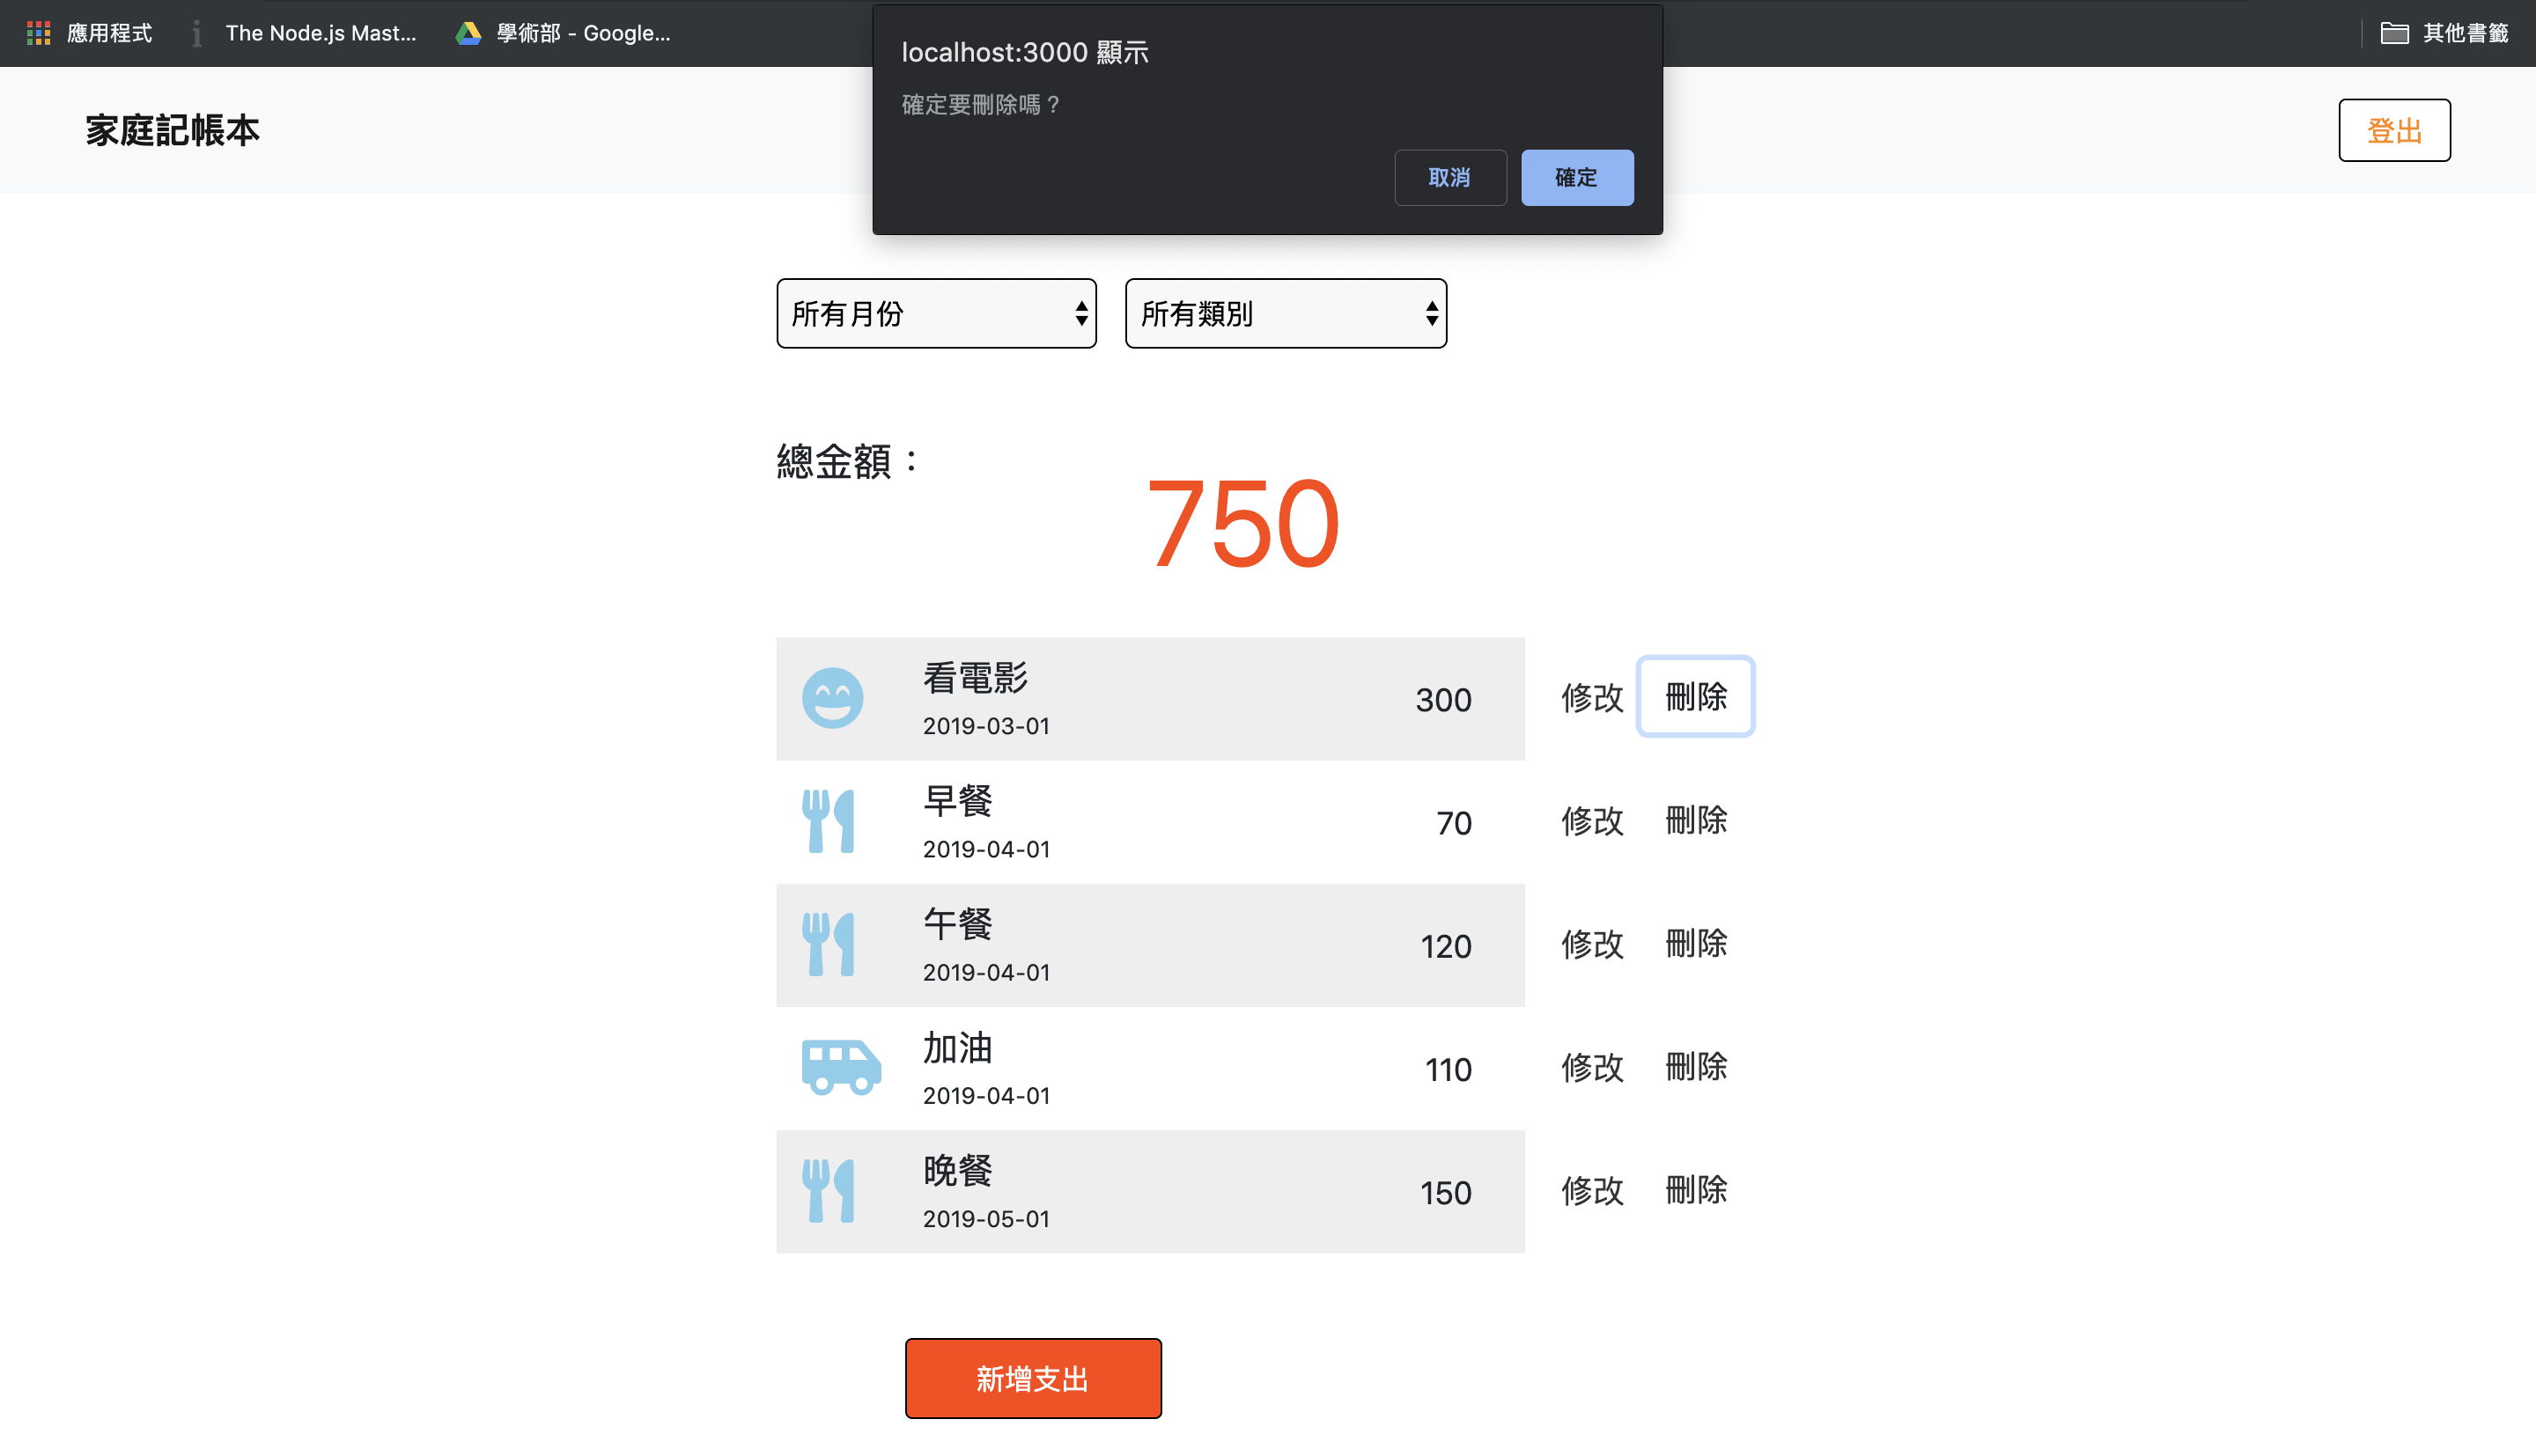 應用程式 The Node.js Mast... 學術部 - Google... 其他書籤
localhost:3000 顯示
確定要刪除嗎？
取消 確定
家庭記帳本 登出
所有月份 所有類別
總金額：
750
看電影
2019-03-01
300 修改 刪除
早餐
2019-04-01
70 修改 刪除
午餐
2019-04-01
120 修改 刪除
加油
2019-04-01
110 修改 刪除
晚餐
2019-05-01
150 修改 刪除
新增支出